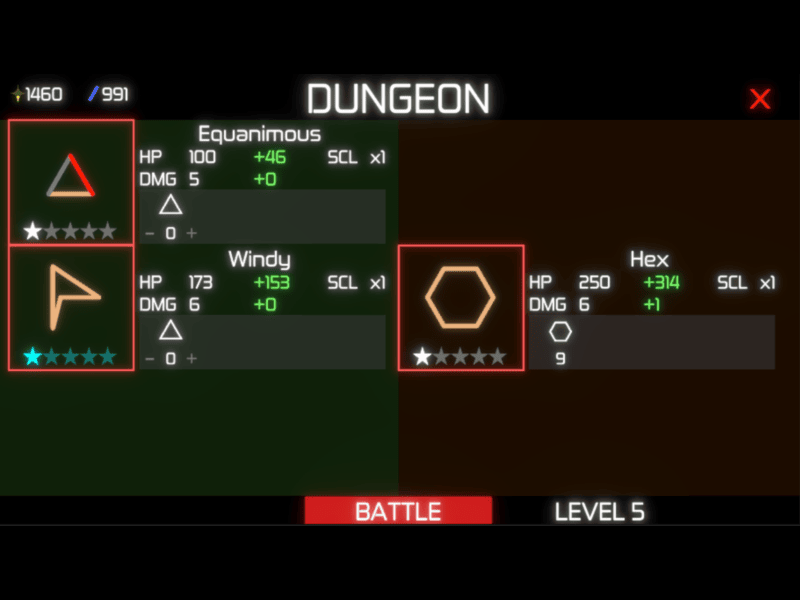 1460 991 DUNGEON X
Equanimous
HP 100 +46 SCL x1
DMG 5 +0
- 0 +
Windy
HP 173 +153 SCL x1
DMG 6 +0
- 0 +
Hex
HP 250 +314 SCL x1
DMG 6 +1
9
BATTLE LEVEL 5